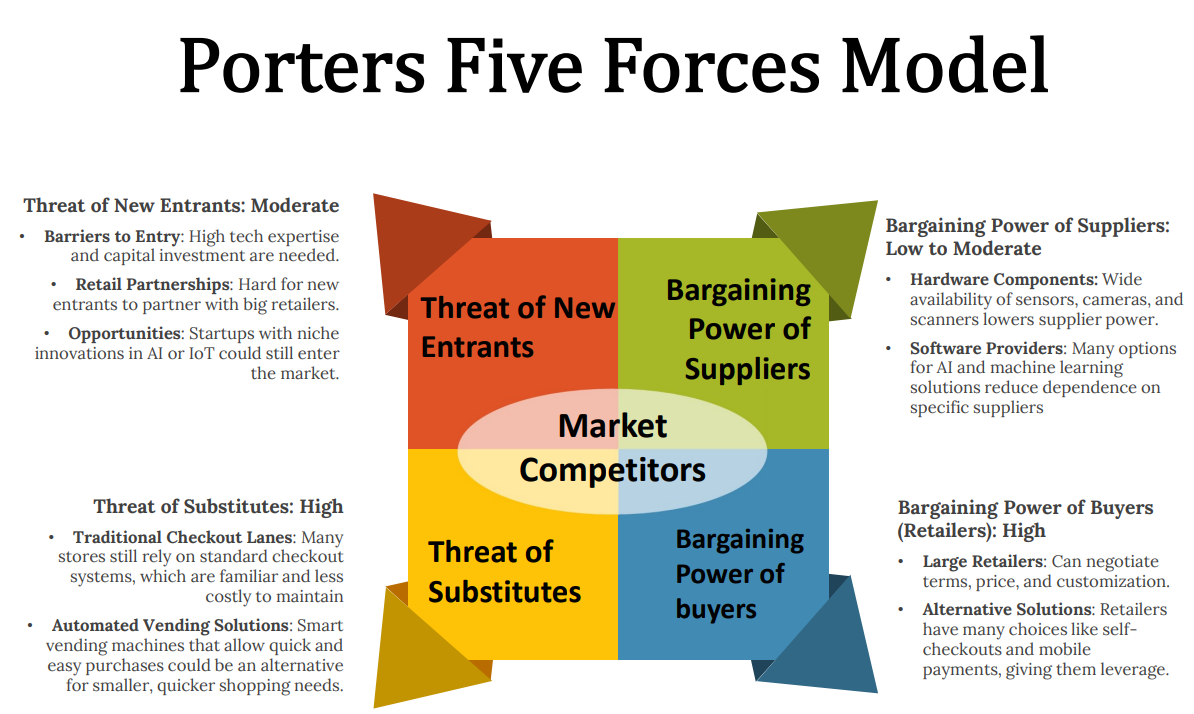 Porters Five Forces Model
Threat of New Entrants: Moderate
• Barriers to Entry: High tech expertise
and capital investment are needed.
• Retail Partnerships: Hard for new
entrants to partner with big retailers.
• Opportunities: Startups with niche
innovations in AI or IoT could still enter
the market.
Threat of New
Entrants
Bargaining
Power of
Suppliers
Bargaining Power of Suppliers:
Low to Moderate
• Hardware Components: Wide
availability of sensors, cameras, and
scanners lowers supplier power.
• Software Providers: Many options
for AI and machine learning
solutions reduce dependence on
specific suppliers
Market
Competitors
Threat of Substitutes: High
• Traditional Checkout Lanes: Many
stores still rely on standard checkout
systems, which are familiar and less
costly to maintain
• Automated Vending Solutions: Smart
vending machines that allow quick and
easy purchases could be an alternative
for smaller, quicker shopping needs.
Threat of
Substitutes
Bargaining
Power of
buyers
Bargaining Power of Buyers
(Retailers): High
• Large Retailers: Can negotiate
terms, price, and customization.
• Alternative Solutions: Retailers
have many choices like self-
checkouts and mobile
payments, giving them leverage.